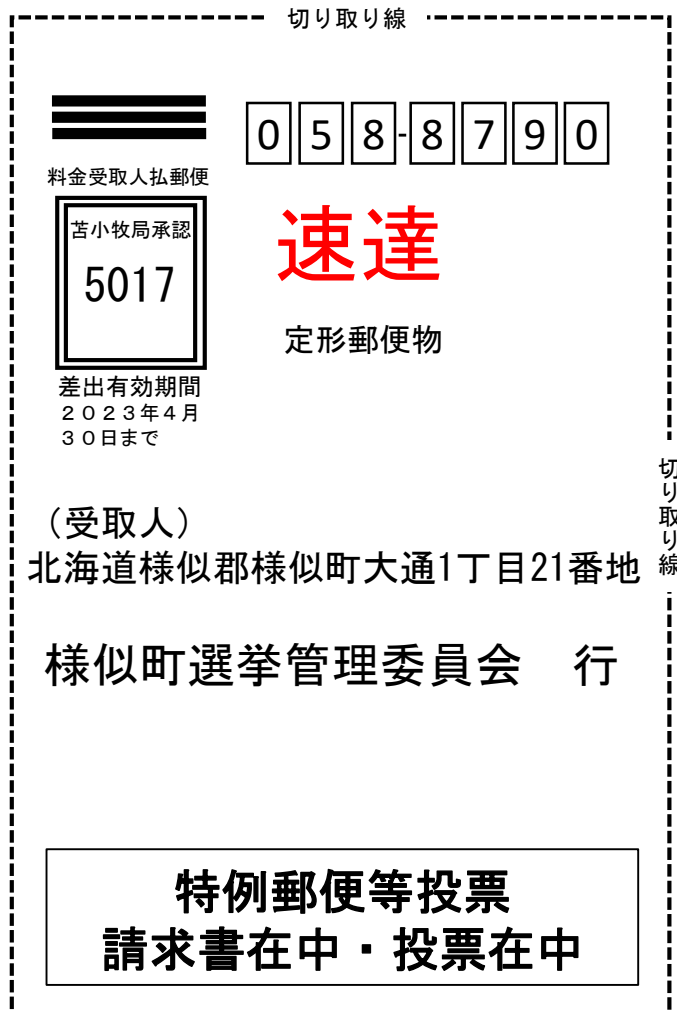 切り取り線
058-8790
料金受取人払郵便
苫小牧局承認
5017
速達
定形郵便物
差出有効期間
２０２３年４月
３０日まで
切り取り線
（受取人）
北海道様似郡様似町大通1丁目21番地
様似町選挙管理委員会　行
特例郵便等投票
請求書在中・投票在中